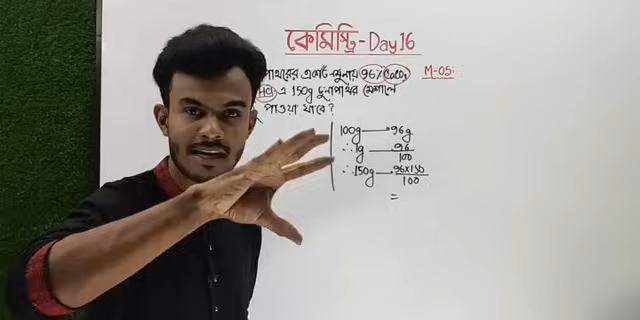 কেমিস্ট্রি - Day 16
পাথরের একটি 96% CaCO₃ M-05:
HCl এ 150g চুনাপাথর মেশালে
পাওয়া যাবে?
100g → 96g
∴ 1g → 96/100
∴ 150g → 96×150/100
=